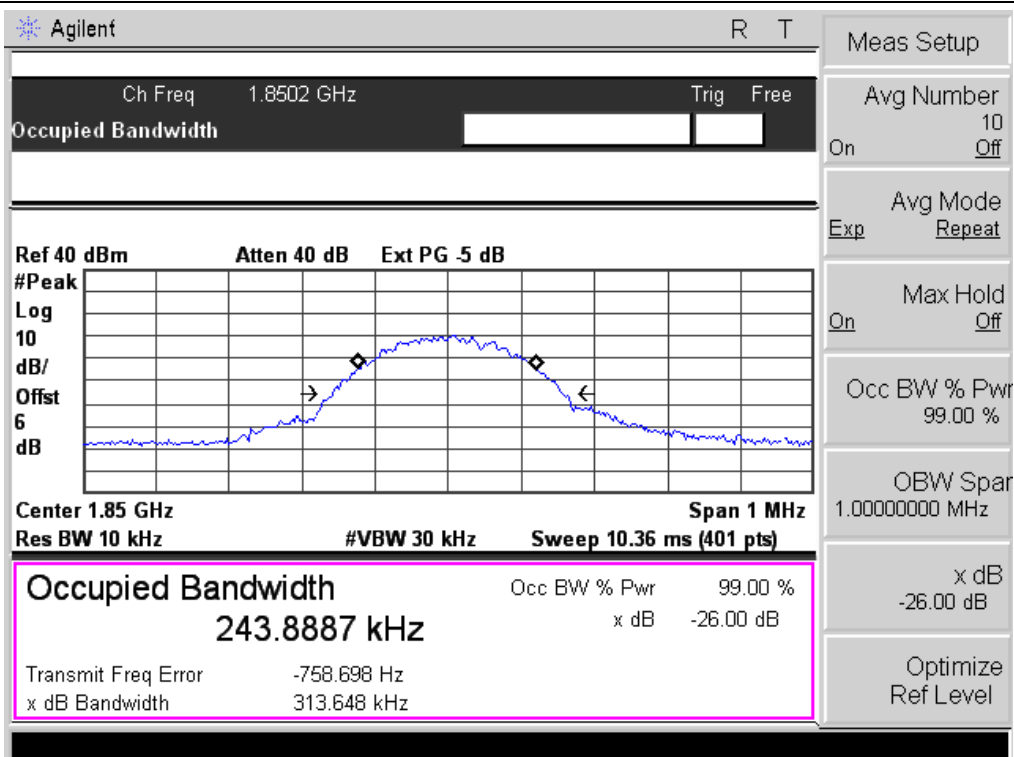 Agilent R T
Ch Freq 1.8502 GHz Trig Free
Occupied Bandwidth
Ref 40 dBm Atten 40 dB Ext PG -5 dB
#Peak
Log
10
dB/
Offst
6
dB
Center 1.85 GHz Span 1 MHz
Res BW 10 kHz #VBW 30 kHz Sweep 10.36 ms (401 pts)
Occupied Bandwidth Occ BW % Pwr 99.00 %
243.8887 kHz x dB -26.00 dB
Transmit Freq Error -758.698 Hz
x dB Bandwidth 313.648 kHz
Meas Setup
Avg Number
10
On Off
Avg Mode
Exp Repeat
Max Hold
On Off
Occ BW % Pwr
99.00 %
OBW Span
1.00000000 MHz
x dB
-26.00 dB
Optimize
Ref Level